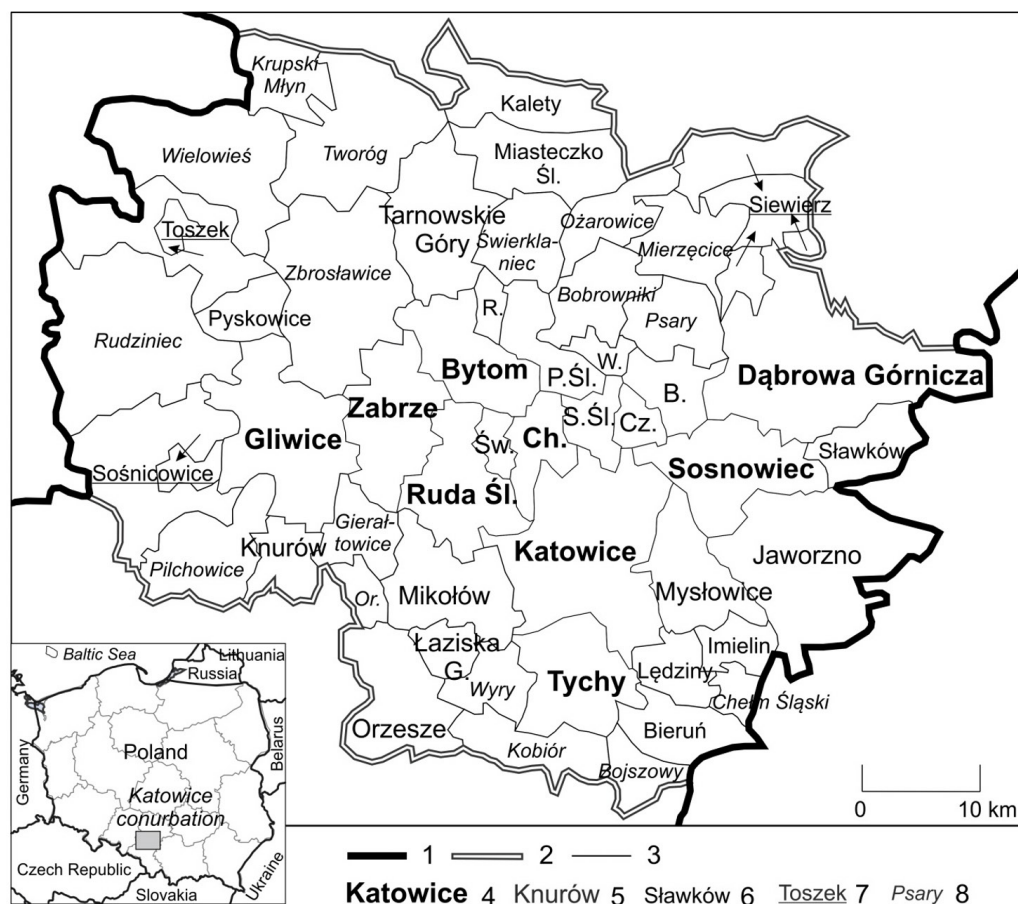 Krupski
Młyn
Kalety
Wielowieś
Tworóg
Miasteczko
Śl.
Toszek
Tarnowskie
Góry
Świerkla-
niec
Ożarowice
Siewierz
Mierzęcice
Zbrosławice
Bobrowniki
Rudziniec
Pyskowice
R.
Psary
Bytom
P.Śl.
W.
Dąbrowa Górnicza
Zabrze
B.
Gliwice
Św.
Ch.
S.Śl.
Cz.
Sławków
Sośnicowice
Sosnowiec
Ruda Śl.
Gierał-
towice
Knurów
Katowice
Jaworzno
Pilchowice
Or.
Mikołów
Mysłowice
Łaziska
G.
Imielin
Wyry
Tychy
Lędziny
Chełm Śląski
Orzesze
Kobiór
Bieruń
Bojszowy
0 10 km
Baltic Sea
Lithuania
Russia
Germany
Poland
Belarus
Katowice
conurbation
Czech Republic
Slovakia
Ukraine
1 2 3
Katowice 4 Knurów 5 Sławków 6 Toszek 7 Psary 8